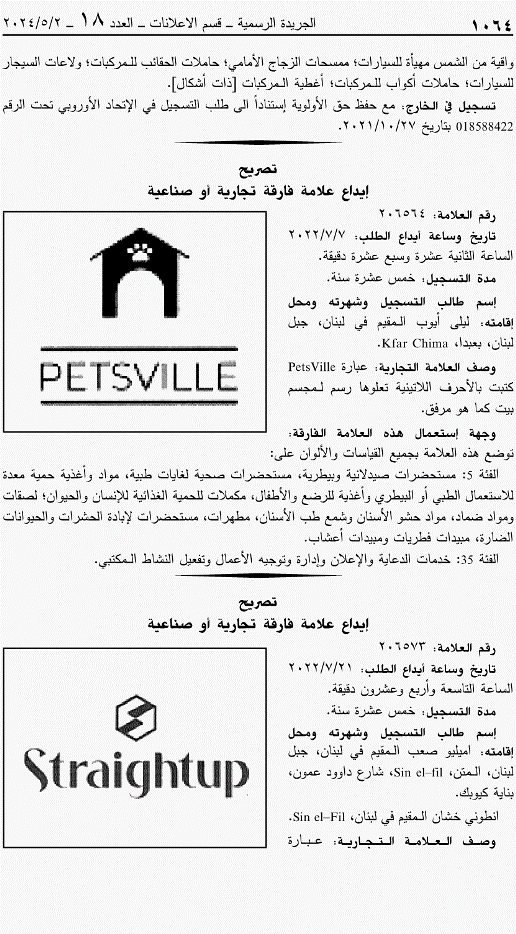 ١٠٦٤ الجريدة الرسمية ــ قسم الاعلانات ــ العدد ١٨ ــ ٢٠٢٤/٥/٢
واقية من الشمس مهيأة للسيارات؛ ممسحات الزجاج الأمامي؛ حاملات الحقائب للمركبات؛ ولاعات السيجار
للسيارات؛ حاملات أكواب للمركبات؛ أغطية المركبات [ذات أشكال].
تسجيل في الخارج: مع حفظ حق الأولوية إستناداً الى طلب التسجيل في الإتحاد الأوروبي تحت الرقم
018588422 بتاريخ ٢٠٢١/١٠/٢٧.
تصريح
إيداع علامة فارقة تجارية أو صناعية
رقم العلامة: ٢٠٦٥٦٤
تاريخ وساعة أيداع الطلب: ٢٠٢٢/٧/٧
الساعة الثانية عشرة وسبع عشرة دقيقة.
مدة التسجيل: خمس عشرة سنة.
إسم طالب التسجيل وشهرته ومحل
إقامته: ليلى أيوب المقيم في لبنان، جبل
لبنان، بعبدا، Kfar Chima.
وصف العلامة التجارية: عبارة PetsVille
كتبت بالأحرف اللاتينية تعلوها رسم لمجسم
بيت كما هو مرفق.
PETSVILLE
وجهة إستعمال هذه العلامة الفارقة:
توضع هذه العلامة بجميع القياسات والألوان على:
الفئة 5: مستحضرات صيدلانية وبيطرية، مستحضرات صحية لغايات طبية، مواد وأغذية حمية معدة
للاستعمال الطبي أو البيطري وأغذية للرضع والأطفال، مكملات للحمية الغذائية للإنسان والحيوان؛ لصقات
ومواد ضماد، مواد حشو الأسنان وشمع طب الأسنان، مطهرات، مستحضرات لإبادة الحشرات والحيوانات
الضارة، مبيدات فطريات ومبيدات أعشاب.
الفئة 35: خدمات الدعاية والإعلان وإدارة وتوجيه الأعمال وتفعيل النشاط المكتبي.
تصريح
إيداع علامة فارقة تجارية أو صناعية
رقم العلامة: ٢٠٦٥٧٣
تاريخ وساعة أيداع الطلب: ٢٠٢٢/٧/٢١
الساعة التاسعة وأربع وعشرون دقيقة.
مدة التسجيل: خمس عشرة سنة.
إسم طالب التسجيل وشهرته ومحل
إقامته: اميليو صعب المقيم في لبنان، جبل
لبنان، المتن، Sin el–fil، شارع داوود عمون،
بناية كيوبك.
انطوني خشان المقيم في لبنان، Sin el–Fil.
وصف العلامة التجارية: عبارة
Straightup